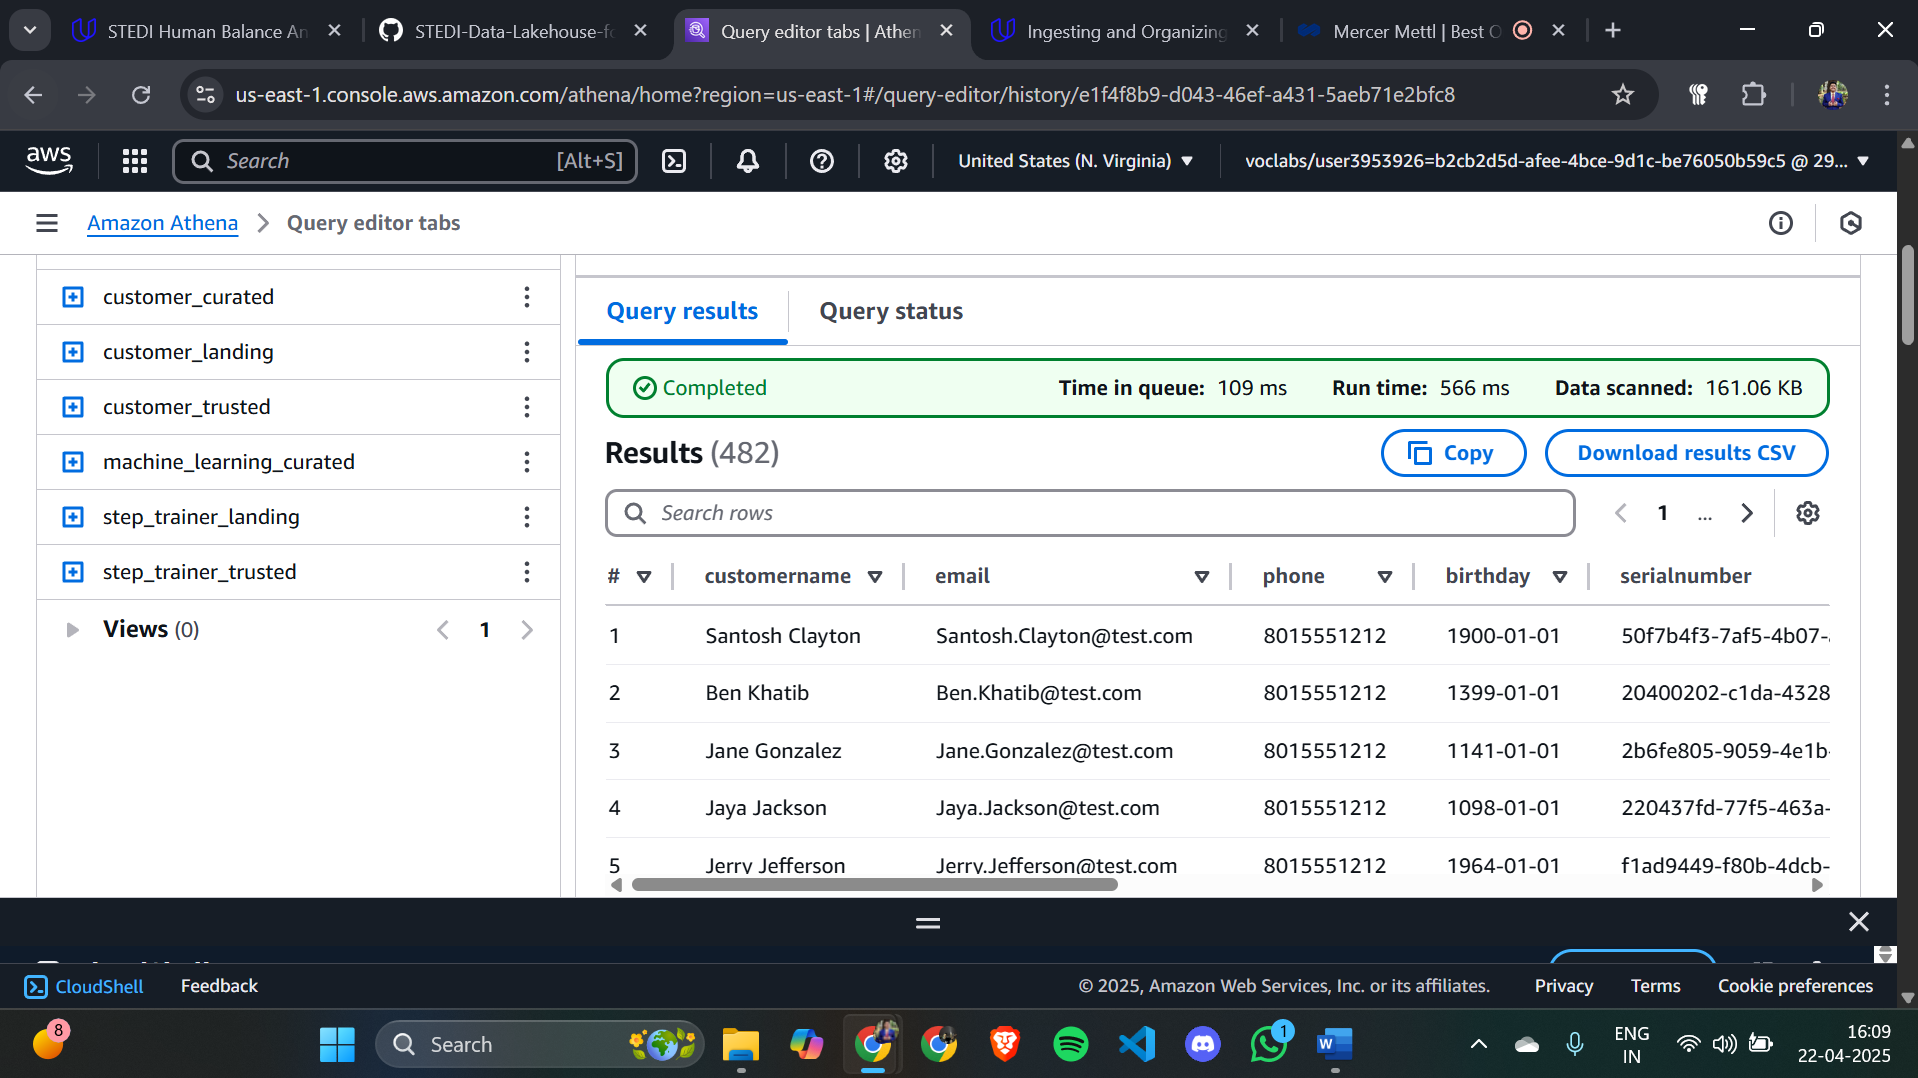 STEDI Human Balance An
STEDI-Data-Lakehouse-fo
Query editor tabs | Athen
Ingesting and Organizing
Mercer Mettl | Best O
us-east-1.console.aws.amazon.com/athena/home?region=us-east-1#/query-editor/history/e1f4f8b9-d043-46ef-a431-5aeb71e2bfc8
aws
Search
[Alt+S]
United States (N. Virginia)
voclabs/user3953926=b2cb2d5d-afee-4bce-9d1c-be76050b59c5 @ 29...
Amazon Athena
Query editor tabs
customer_curated
customer_landing
customer_trusted
machine_learning_curated
step_trainer_landing
step_trainer_trusted
Views (0)
1
Query results
Query status
Completed
Time in queue: 109 ms
Run time: 566 ms
Data scanned: 161.06 KB
Results (482)
Copy
Download results CSV
Search rows
1
...
# customername email phone birthday serialnumber
1 Santosh Clayton Santosh.Clayton@test.com 8015551212 1900-01-01 50f7b4f3-7af5-4b07-
2 Ben Khatib Ben.Khatib@test.com 8015551212 1399-01-01 20400202-c1da-4328
3 Jane Gonzalez Jane.Gonzalez@test.com 8015551212 1141-01-01 2b6fe805-9059-4e1b-
4 Jaya Jackson Jaya.Jackson@test.com 8015551212 1098-01-01 220437fd-77f5-463a-
5 Jerry Jefferson Jerry.Jefferson@test.com 8015551212 1964-01-01 f1ad9449-f80b-4dcb-
CloudShell
Feedback
© 2025, Amazon Web Services, Inc. or its affiliates.
Privacy
Terms
Cookie preferences
8
Search
1
W
ENG
IN
16:09
22-04-2025